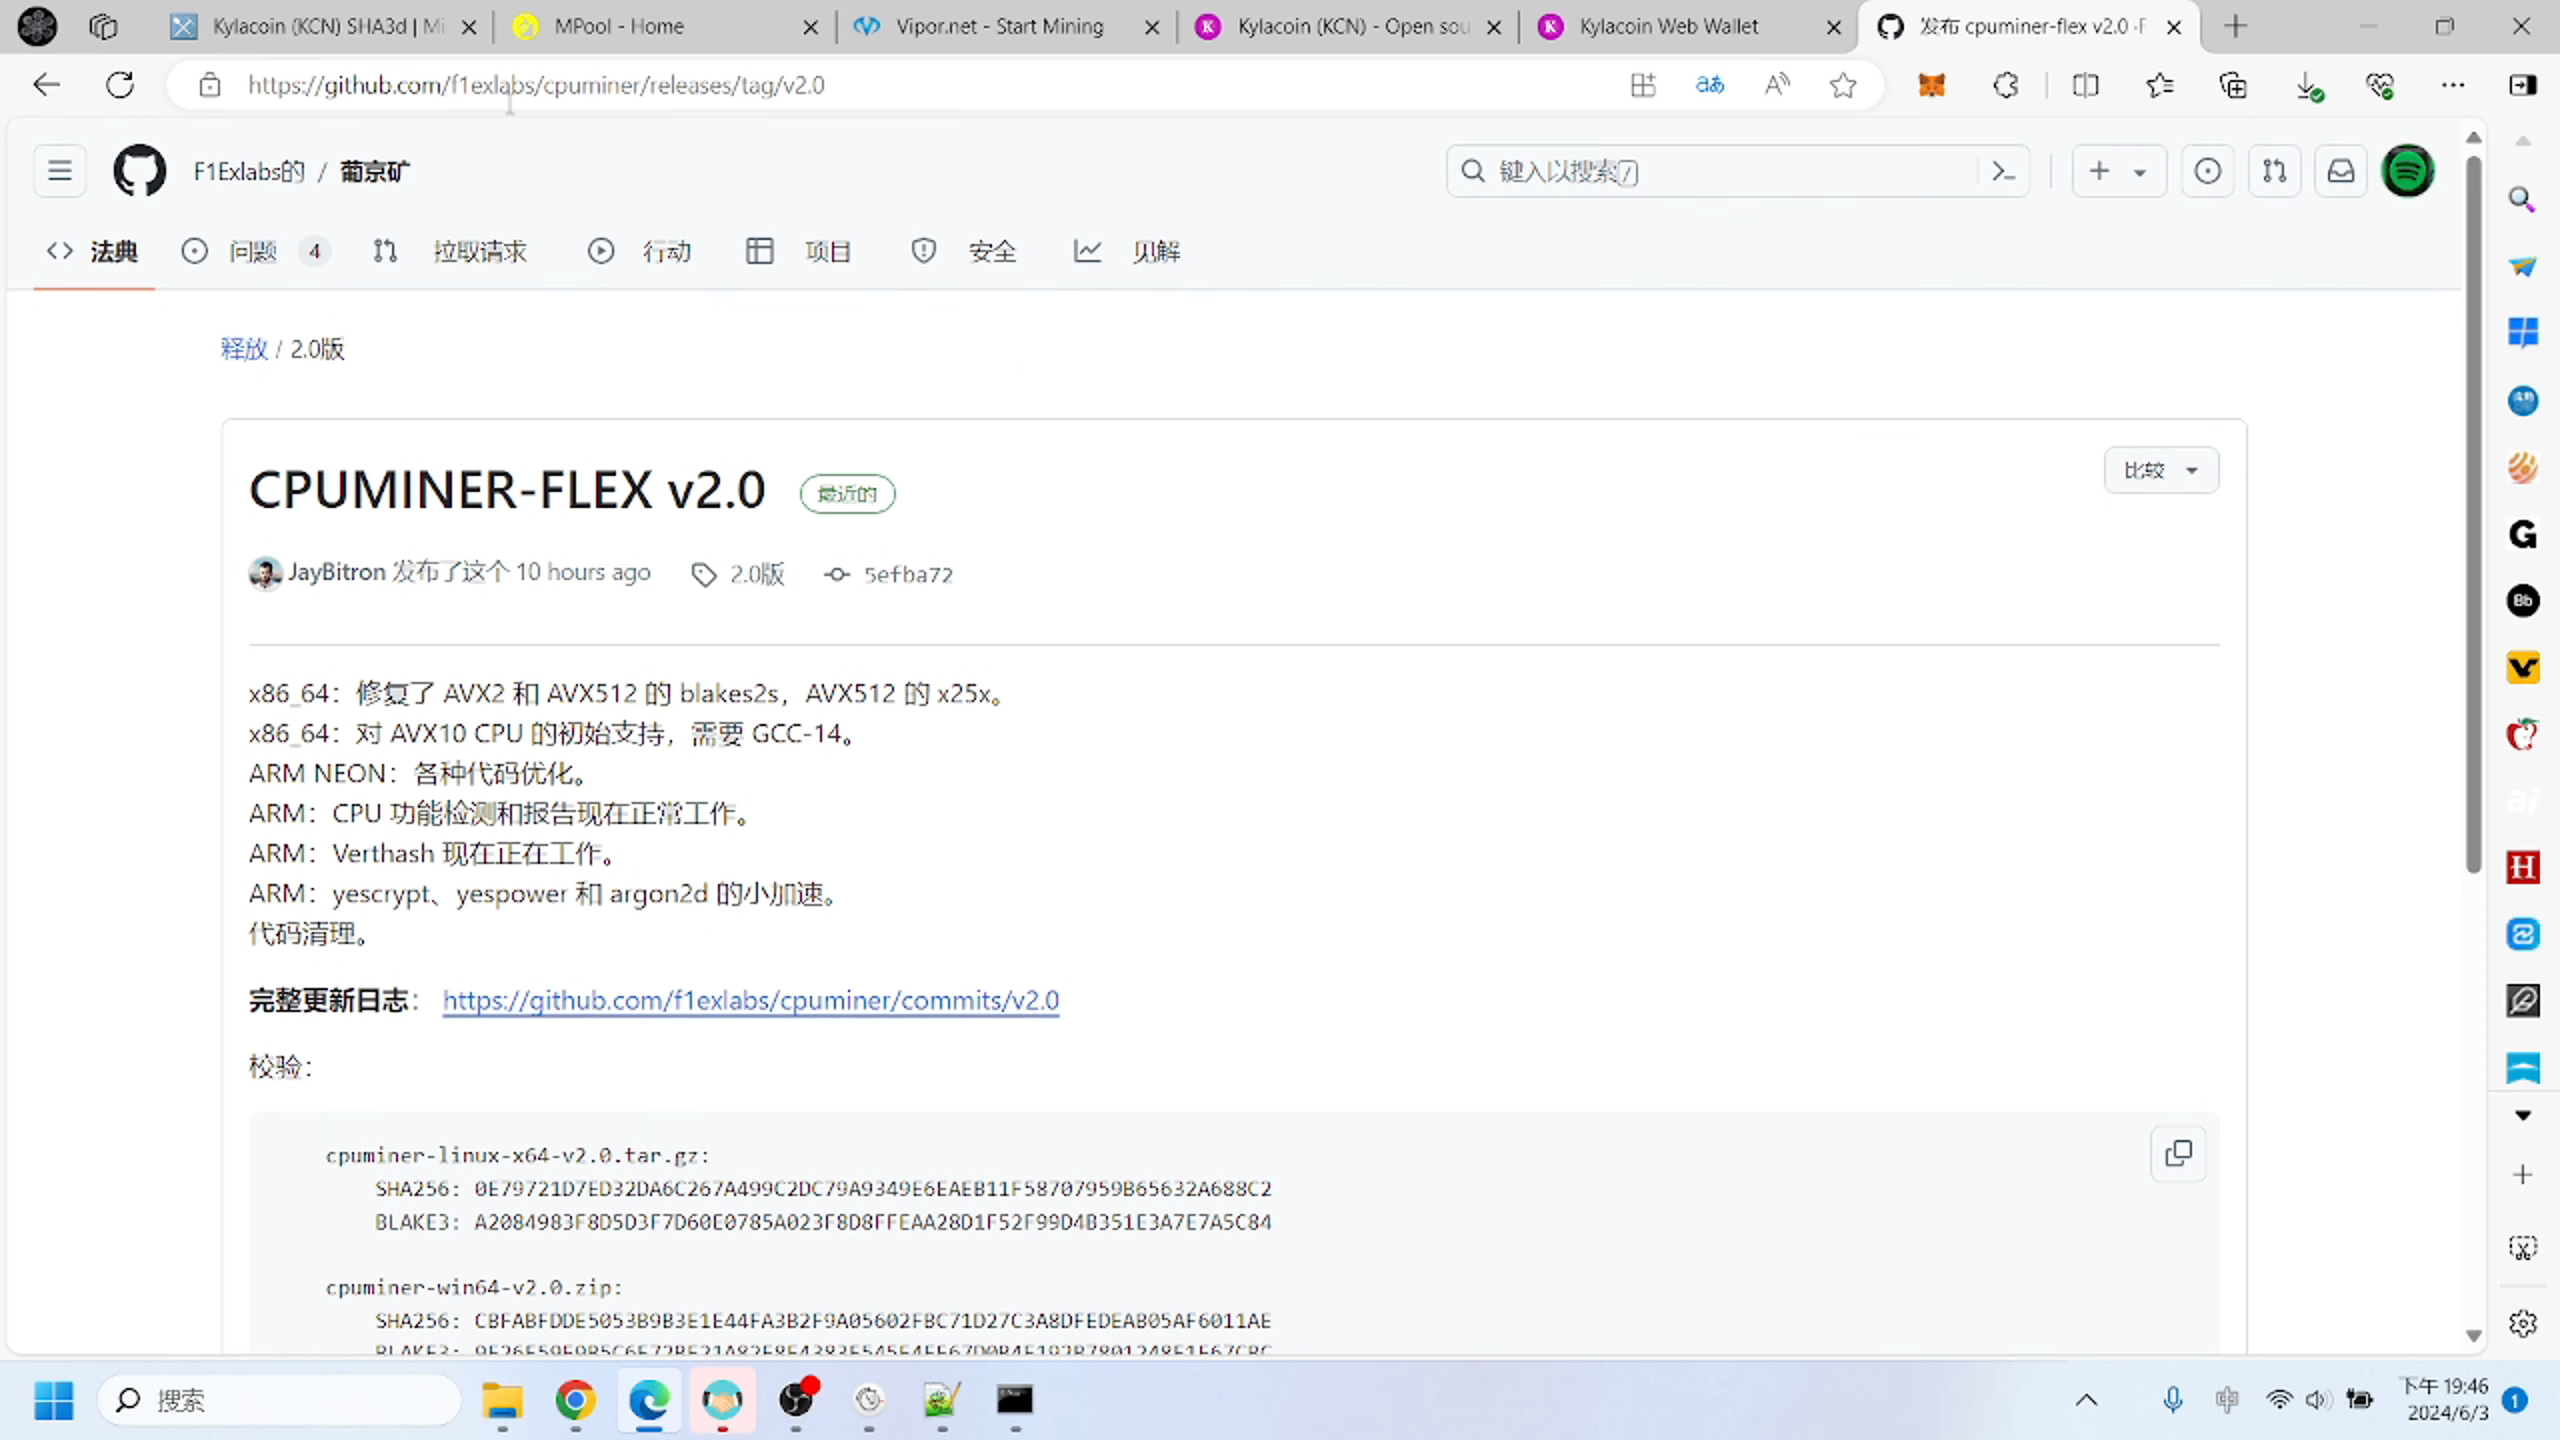 Kylacoin (KCN) SHA3d | Mi
MPool - Home
Vipor.net - Start Mining
Kylacoin (KCN) - Open sou
Kylacoin Web Wallet
发布 cpuminer-flex v2.0 · F
https://github.com/f1exlabs/cpuminer/releases/tag/v2.0
F1Exlabs的 / 葡京矿
键入以搜索/
法典
问题 4
拉取请求
行动
项目
安全
见解
释放 / 2.0版
CPUMINER-FLEX v2.0 最近的
比较
JayBitron 发布了这个 10 hours ago 2.0版 5efba72
x86_64：修复了 AVX2 和 AVX512 的 blakes2s，AVX512 的 x25x。
x86_64：对 AVX10 CPU 的初始支持，需要 GCC-14。
ARM NEON：各种代码优化。
ARM：CPU 功能检测和报告现在正常工作。
ARM：Verthash 现在正在工作。
ARM：yescrypt、yespower 和 argon2d 的小加速。
代码清理。
完整更新日志： https://github.com/f1exlabs/cpuminer/commits/v2.0
校验：
cpuminer-linux-x64-v2.0.tar.gz:
SHA256: 0E79721D7ED32DA6C267A499C2DC79A9349E6EAEB11F58707959B65632A688C2
BLAKE3: A2084983F8D5D3F7D60E0785A023F8D8FFEAA28D1F52F99D4B351E3A7E7A5C84
cpuminer-win64-v2.0.zip:
SHA256: CBFABFDDE5053B9B3E1E44FA3B2F9A05602FBC71D27C3A8DFEDEAB05AF6011AE
BLAKE3:
搜索
中
下午 19:46
2024/6/3
1